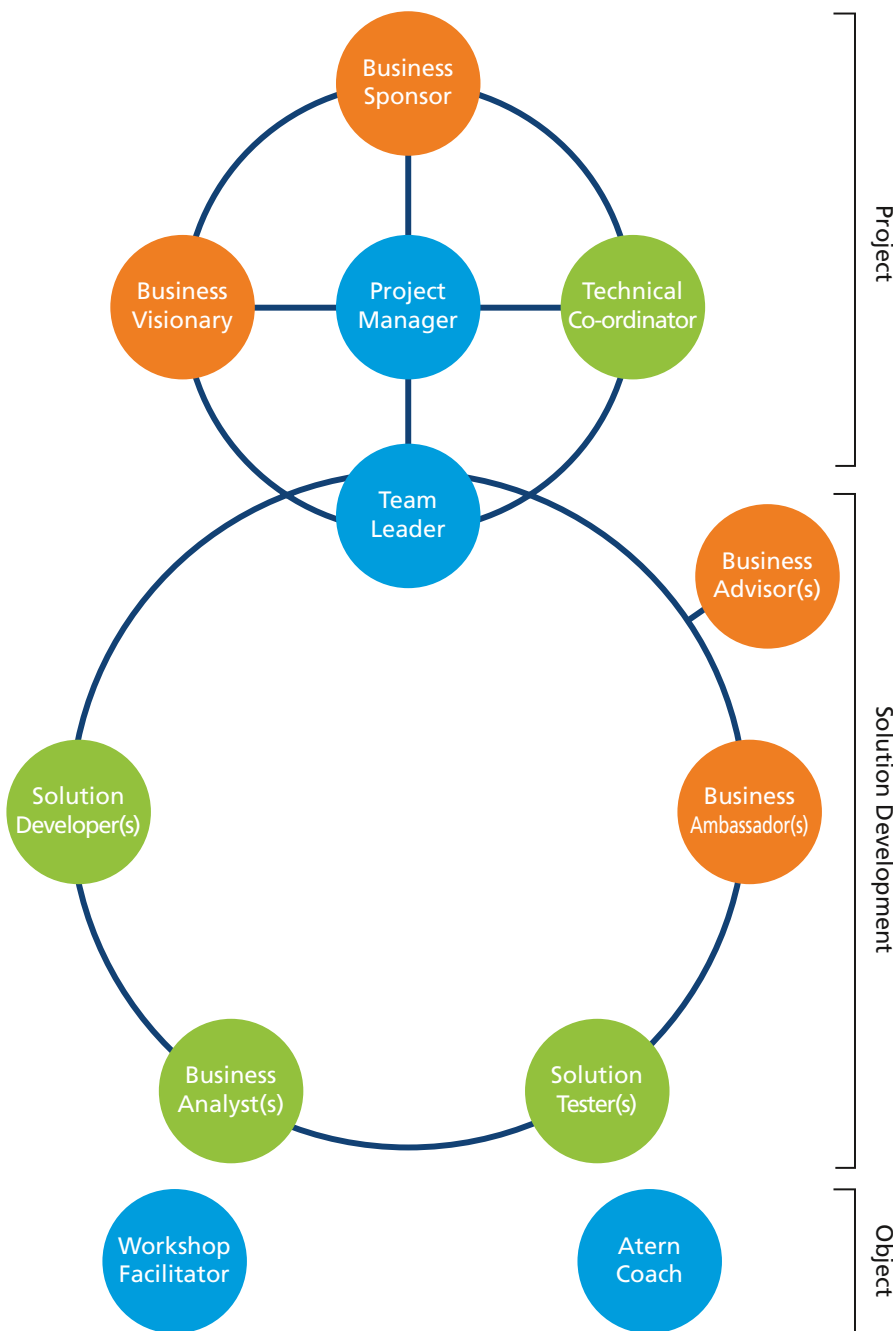 Business
Sponsor
Business
Visionary
Project
Manager
Technical
Co-ordinator
Project
Team
Leader
Business
Advisor(s)
Solution
Developer(s)
Business
Ambassador(s)
Solution Development
Business
Analyst(s)
Solution
Tester(s)
Workshop
Facilitator
Atern
Coach
Object